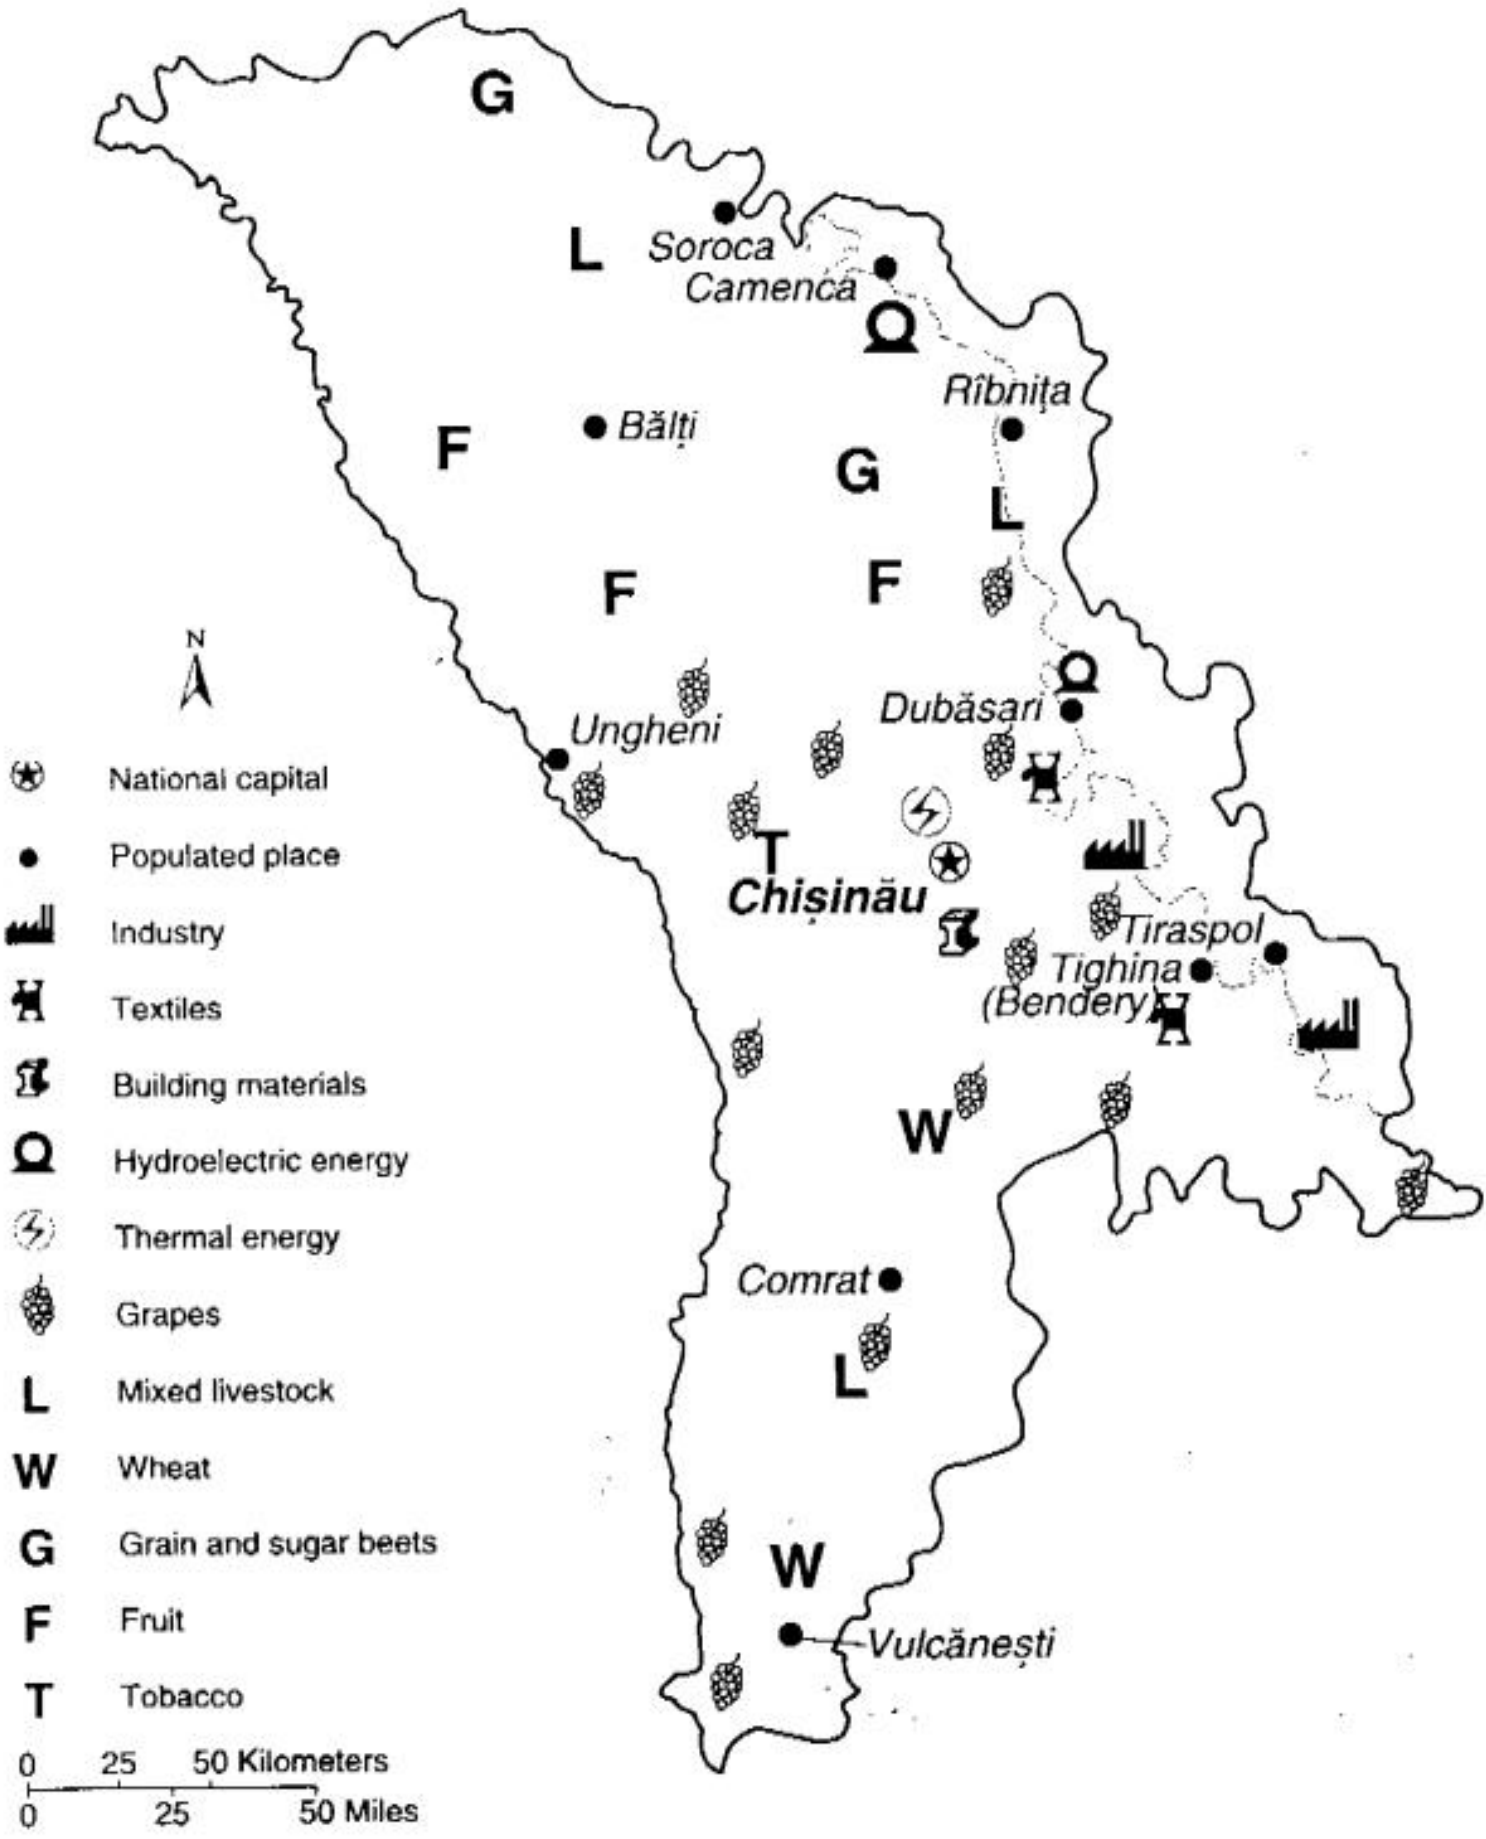 G
L
Soroca
Camenca
Rîbnița
F
Bălți
G
L
F
F
N
Ungheni
Dubăsari
T
Chișinău
Tiraspol
Tighina
(Bendery)
W
Comrat
L
W
Vulcănești
National capital
Populated place
Industry
Textiles
Building materials
Hydroelectric energy
Thermal energy
Grapes
L Mixed livestock
W Wheat
G Grain and sugar beets
F Fruit
T Tobacco
0 25 50 Kilometers
0 25 50 Miles